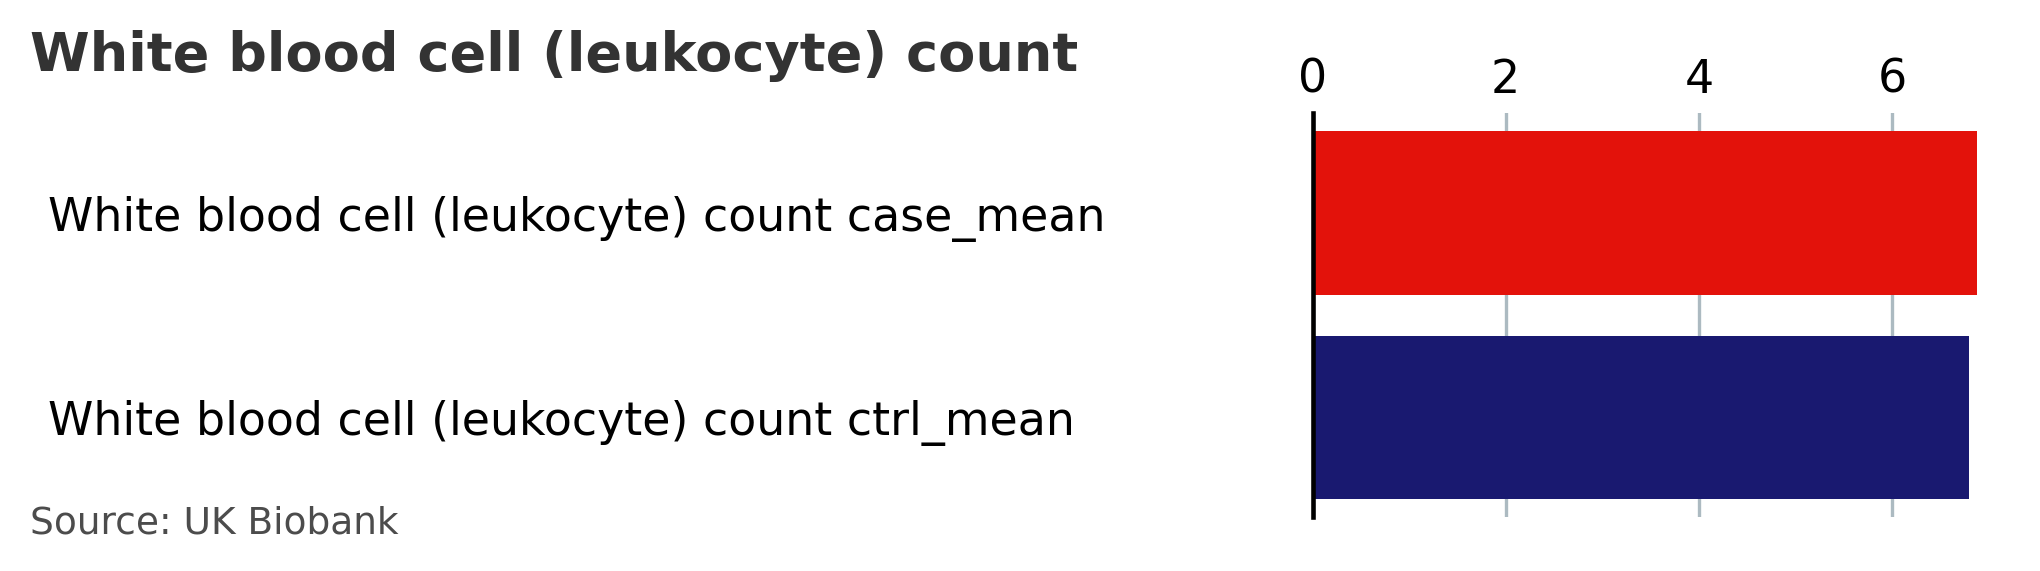 White blood cell (leukocyte) count
0 2 4 6
White blood cell (leukocyte) count case_mean
White blood cell (leukocyte) count ctrl_mean
Source: UK Biobank